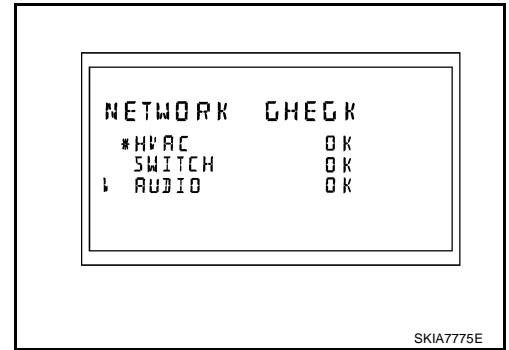 NETWORK CHECK
*HVAC OK
SWITCH OK
↓ AUDIO OK
SKIA7775E